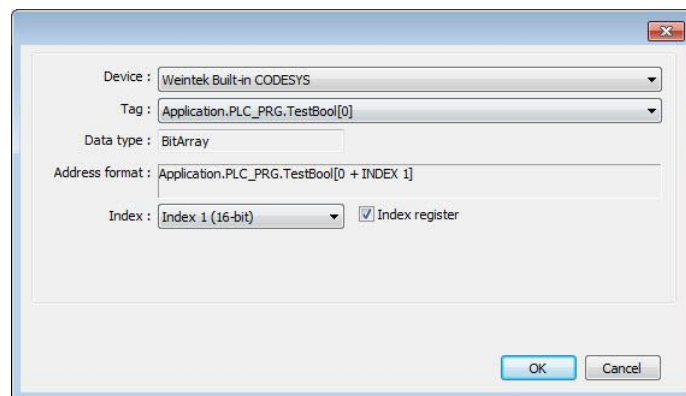 Device : Weintek Built-in CODESYS
Tag : Application.PLC_PRG.TestBool[0]
Data type : BitArray
Address format : Application.PLC_PRG.TestBool[0 + INDEX 1]
Index : Index 1 (16-bit) Index register
OK Cancel